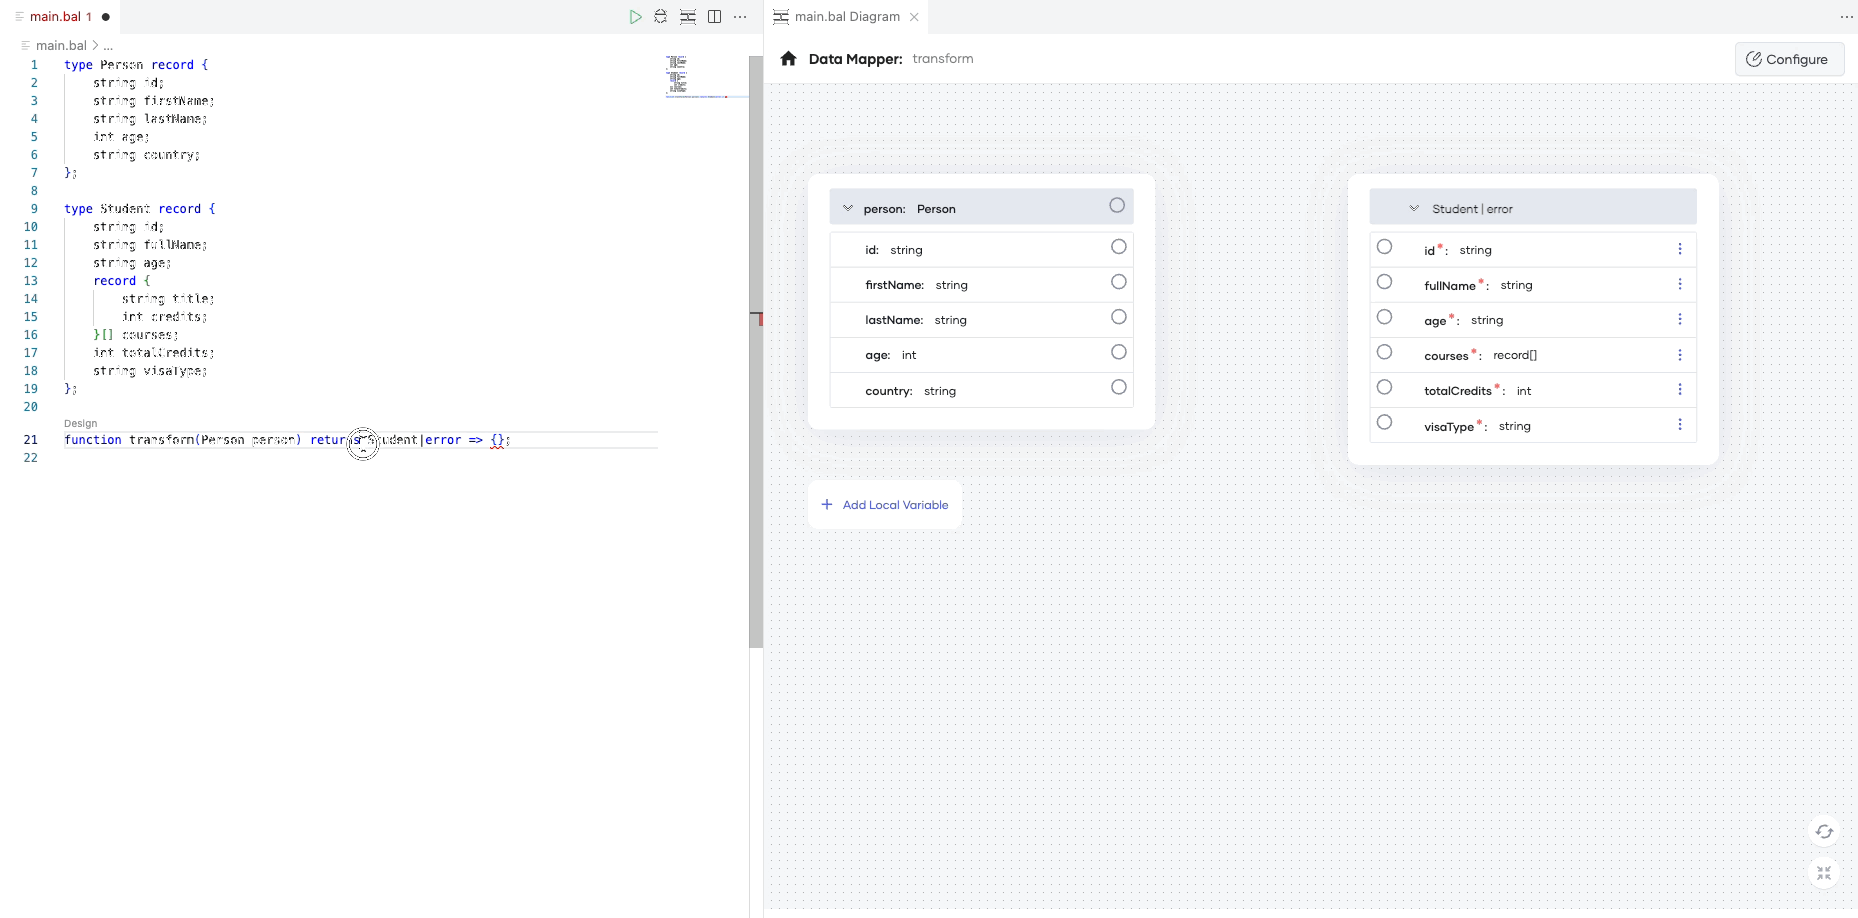 main.bal 1
main.bal > ...
1 type Person record {
2 string id;
3 string firstName;
4 string lastName;
5 int age;
6 string country;
7 };
8
9 type Student record {
10 string id;
11 string fullName;
12 string age;
13 record {
14 string title;
15 int credits;
16 }[] courses;
17 int totalCredits;
18 string visaType;
19 };
20
Design
21 function transform(Person person) returns Student|error => {};
22
main.bal Diagram
Data Mapper: transform
Configure
person: Person
id: string
firstName: string
lastName: string
age: int
country: string
Add Local Variable
Student | error
id*: string
fullName*: string
age*: string
courses*: record[]
totalCredits*: int
visaType*: string